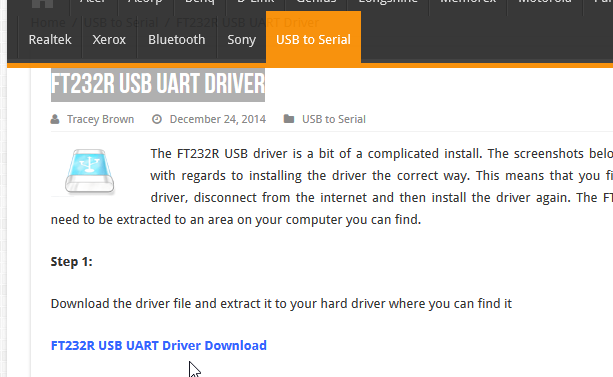 Acer Acorp Benq D-Link Genius Longshine Memorex Motorola
Home / USB to Serial / FT232R USB UART Driver
Realtek Xerox Bluetooth Sony USB to Serial
FT232R USB UART DRIVER
Tracey Brown December 24, 2014 USB to Serial
The FT232R USB driver is a bit of a complicated install. The screenshots belo
with regards to installing the driver the correct way. This means that you fi
driver, disconnect from the internet and then install the driver again. The FT
need to be extracted to an area on your computer you can find.
Step 1:
Download the driver file and extract it to your hard driver where you can find it
FT232R USB UART Driver Download